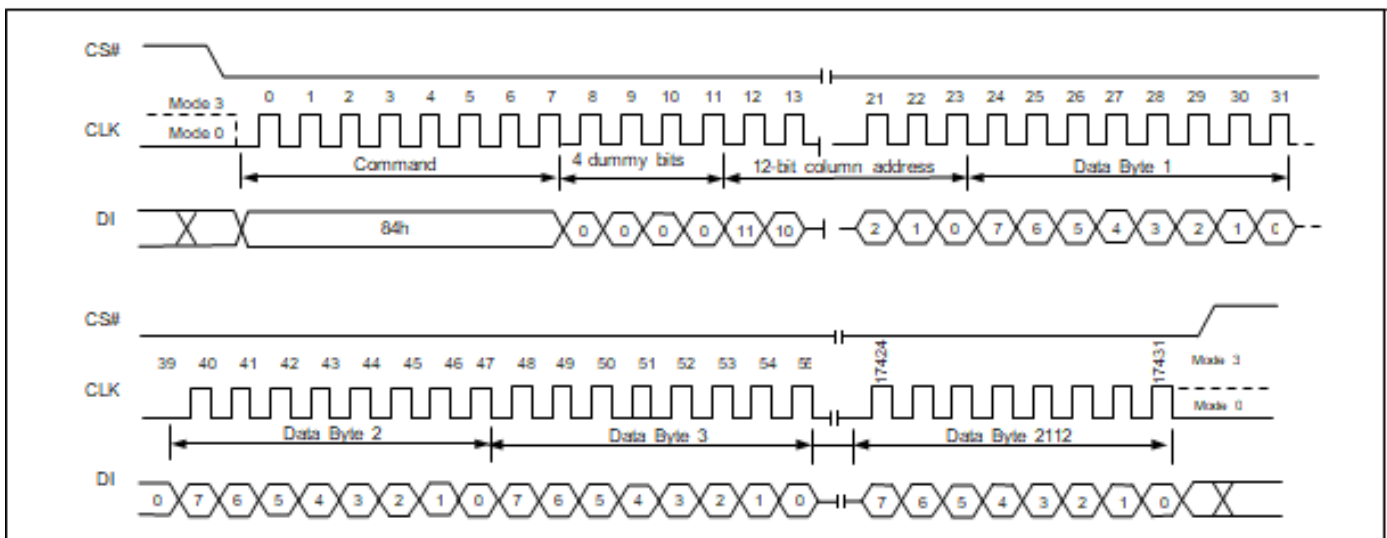 CS#
Mode 3 0 1 2 3 4 5 6 7 8 9 10 11 12 13 21 22 23 24 25 26 27 28 29 30 31
CLK Mode 0
Command 4 dummy bits 12-bit column address Data Byte 1
DI 84h 0 0 0 0 11 10 2 1 0 7 6 5 4 3 2 1 0
CS#
39 40 41 42 43 44 45 46 47 48 49 50 51 52 53 54 55 17424 17431 Mode 3
CLK Mode 0
Data Byte 2 Data Byte 3 Data Byte 2112
DI 0 7 6 5 4 3 2 1 0 7 6 5 4 3 2 1 0 7 6 5 4 3 2 1 0